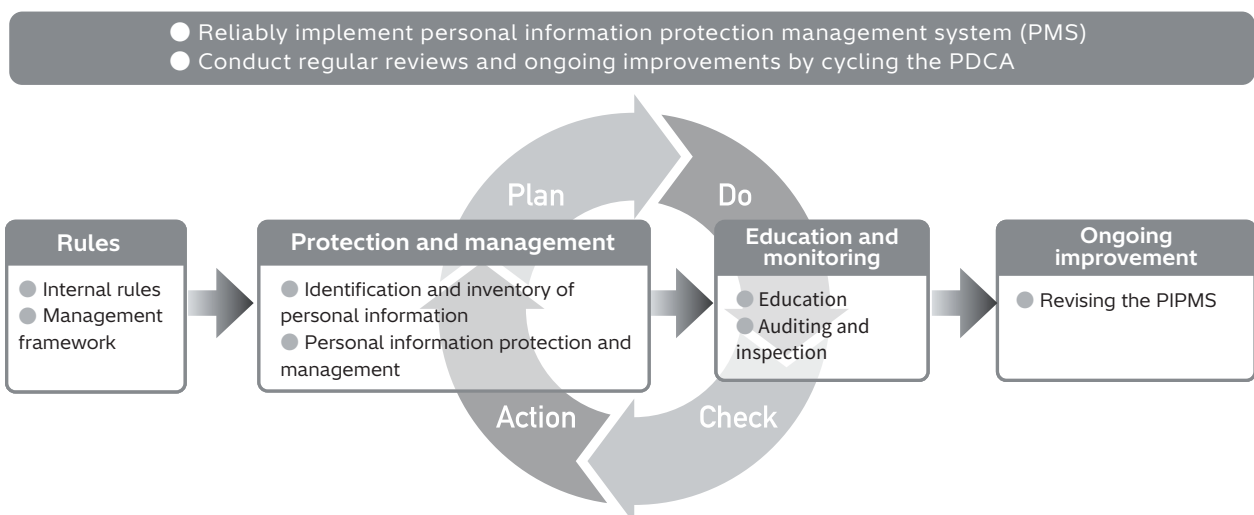 ● Reliably implement personal information protection management system (PMS)
● Conduct regular reviews and ongoing improvements by cycling the PDCA
Plan
Do
Rules
● Internal rules
● Management
framework
Protection and management
● Identification and inventory of
personal information
● Personal information protection and
management
Education and
monitoring
● Education
● Auditing and
inspection
Ongoing
improvement
● Revising the PIPMS
Action
Check